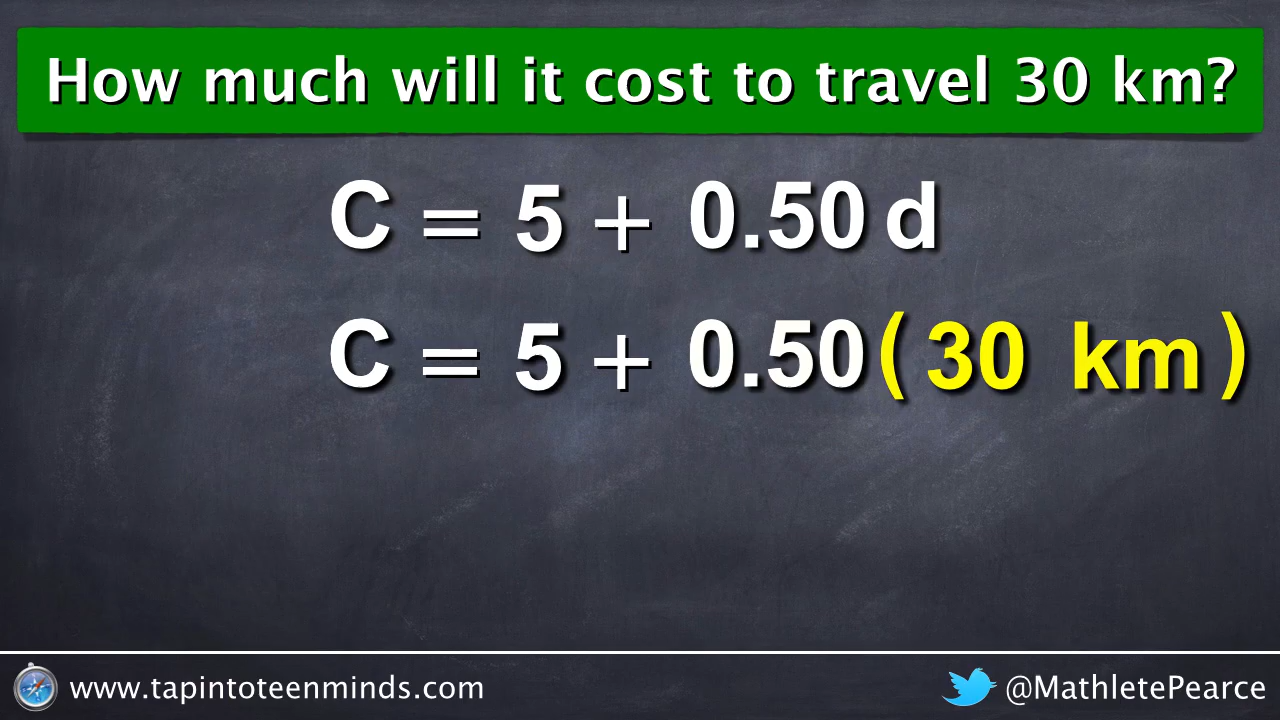 How much will it cost to travel 30 km?
C = 5 + 0.50 d
C = 5 + 0.50 ( 30 km )
www.tapintoteenminds.com
@MathletePearce